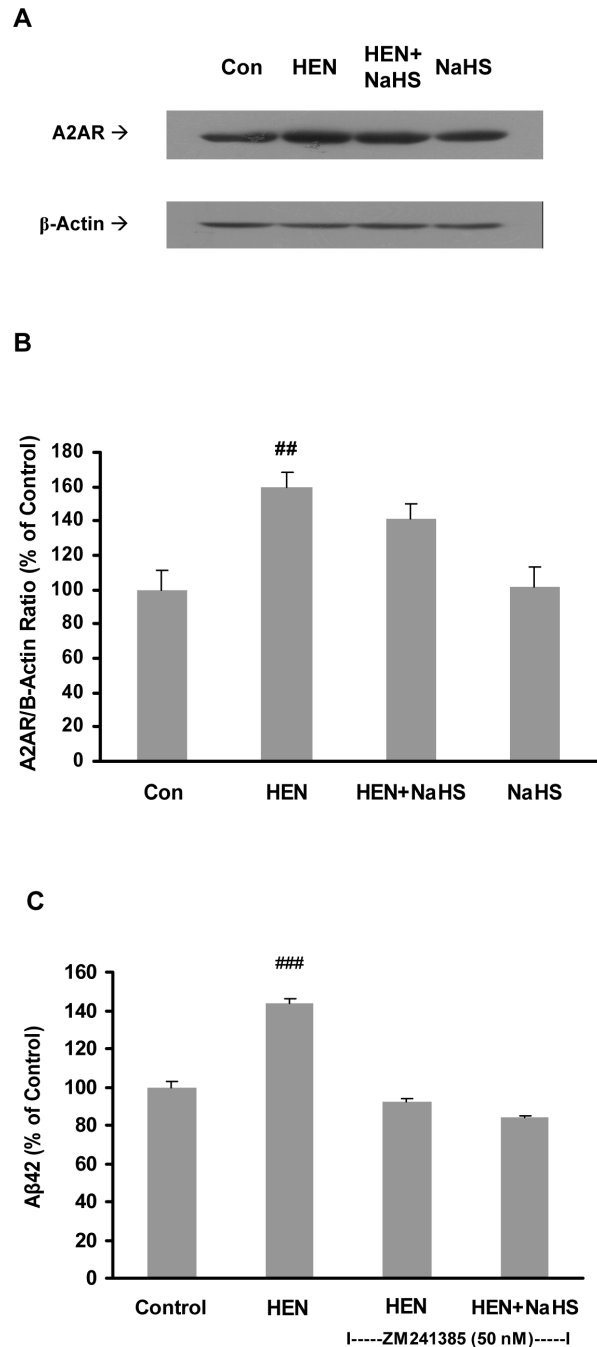 A
Con HEN HEN+ NaHS NaHS
A2AR →
β-Actin →
B
A2AR/B-Actin Ratio (% of Control)
180
160
140
120
100
80
60
40
20
0
##
Con HEN HEN+NaHS NaHS
C
Aβ42 (% of Control)
160
140
120
100
80
60
40
20
0
###
Control HEN HEN HEN+NaHS
I-----ZM241385 (50 nM)-----I